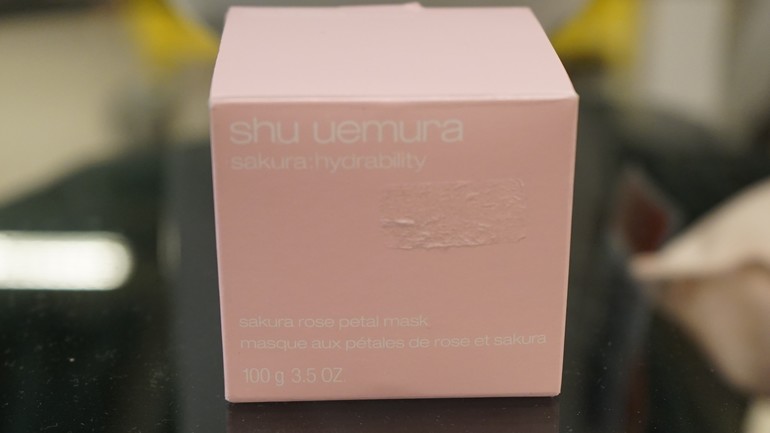 shu uemura
sakura:hydrability
sakura rose petal mask
masque aux pétales de rose et sakura
100 g 3.5 OZ.